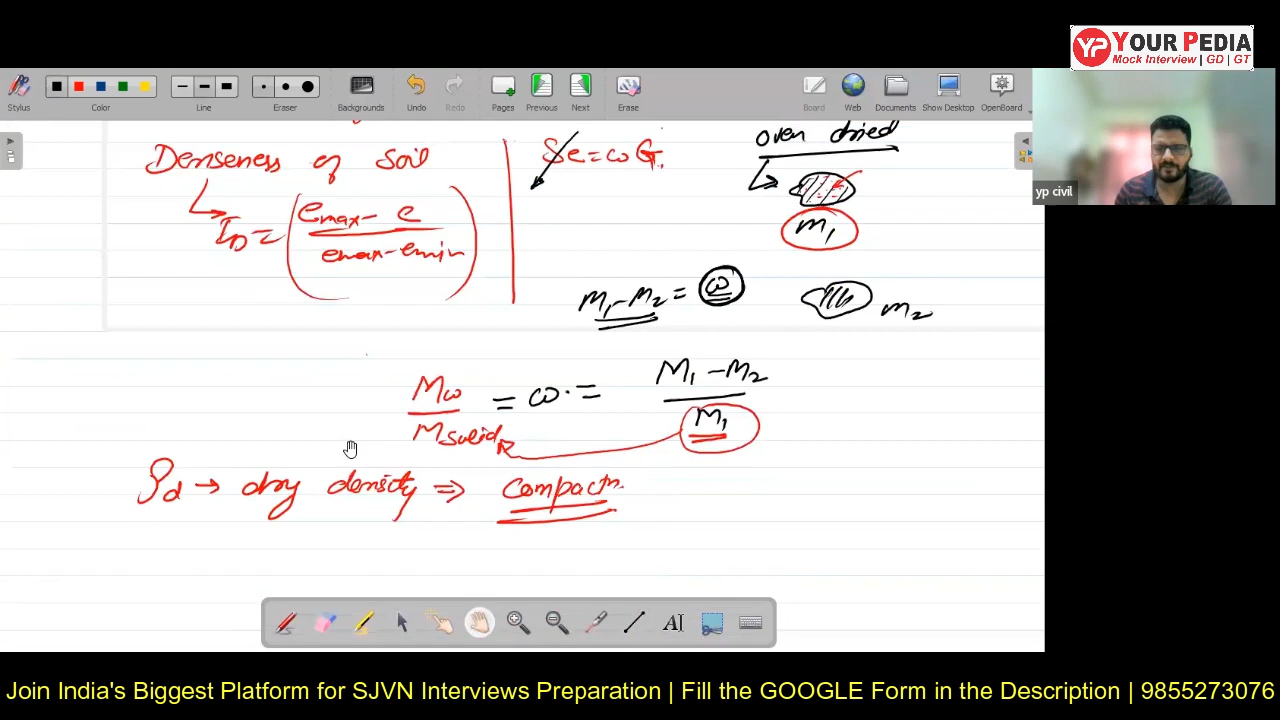 YOUR PEDIA
Mock Interview | GD | GT
Stylus Color Line Eraser Backgrounds Undo Redo Pages Previous Next Erase Board Web Documents Show Desktop OpenBoard
yp civil
Denseness of Soil
I_D = (emax - e / emax - emin)
Se = ω G.
oven dried
m₁
m₁ - m₂ = ω
m₂
Mω / Msolid = ω. = M₁ - M₂ / M₁
ρd → dry density ⇒ compactn.
Join India's Biggest Platform for SJVN Interviews Preparation | Fill the GOOGLE Form in the Description | 9855273076